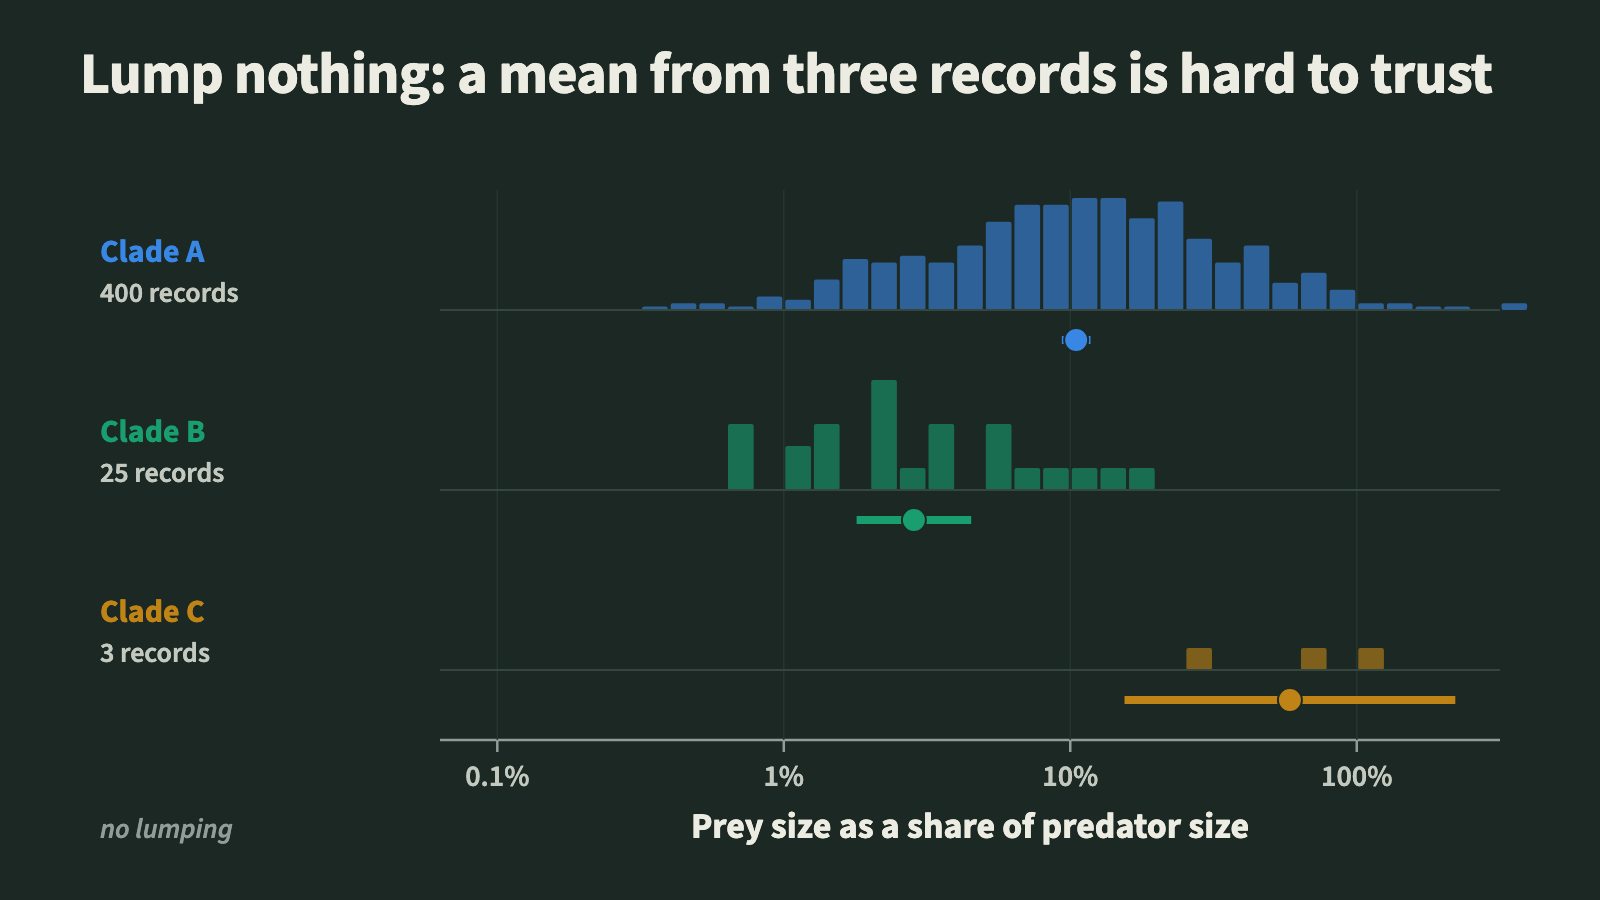 Lump nothing: a mean from three records is hard to trust
Clade A
400 records
Clade B
25 records
Clade C
3 records
0.1% 1% 10% 100%
Prey size as a share of predator size
no lumping